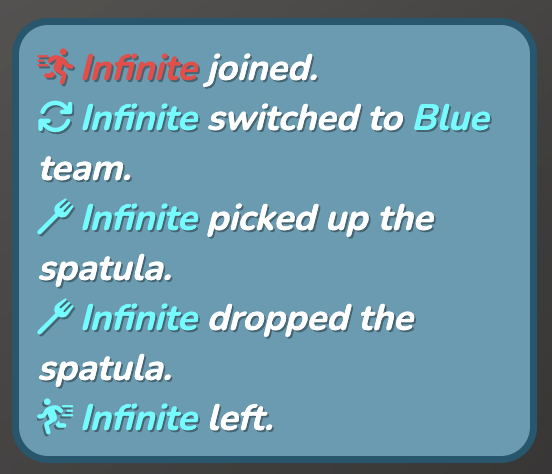 Infinite joined.
Infinite switched to Blue
team.
Infinite picked up the
spatula.
Infinite dropped the
spatula.
Infinite left.